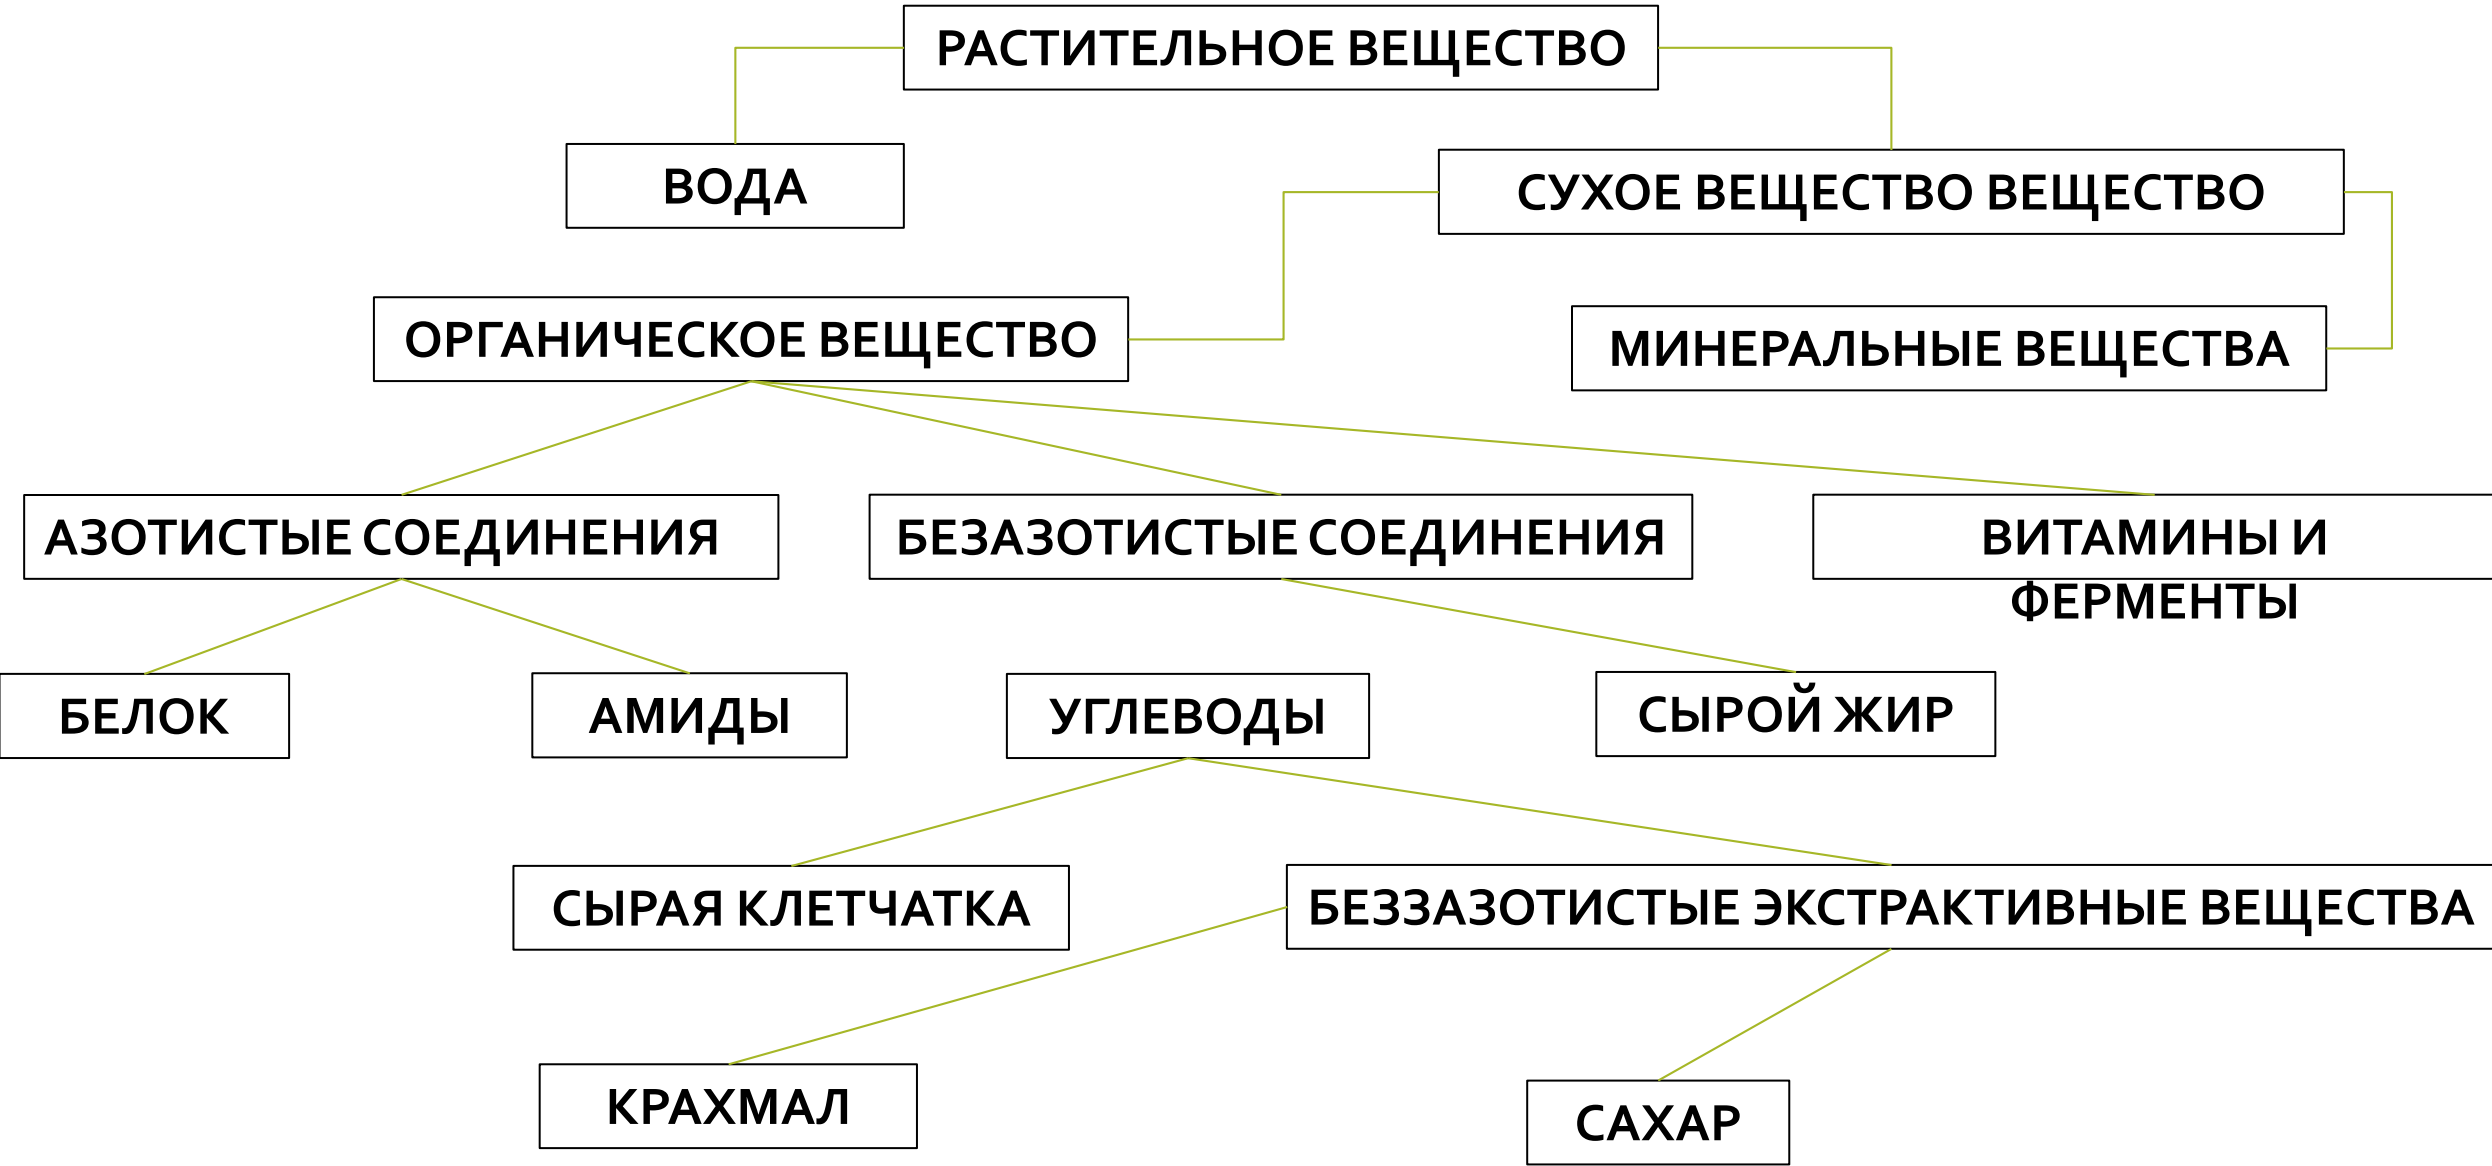 РАСТИТЕЛЬНОЕ ВЕЩЕСТВО
ВОДА
СУХОЕ ВЕЩЕСТВО ВЕЩЕСТВО
ОРГАНИЧЕСКОЕ ВЕЩЕСТВО
МИНЕРАЛЬНЫЕ ВЕЩЕСТВА
АЗОТИСТЫЕ СОЕДИНЕНИЯ
БЕЗАЗОТИСТЫЕ СОЕДИНЕНИЯ
ВИТАМИНЫ И
ФЕРМЕНТЫ
БЕЛОК
АМИДЫ
УГЛЕВОДЫ
СЫРОЙ ЖИР
СЫРАЯ КЛЕТЧАТКА
БЕЗЗАЗОТИСТЫЕ ЭКСТРАКТИВНЫЕ ВЕЩЕСТВА
КРАХМАЛ
САХАР